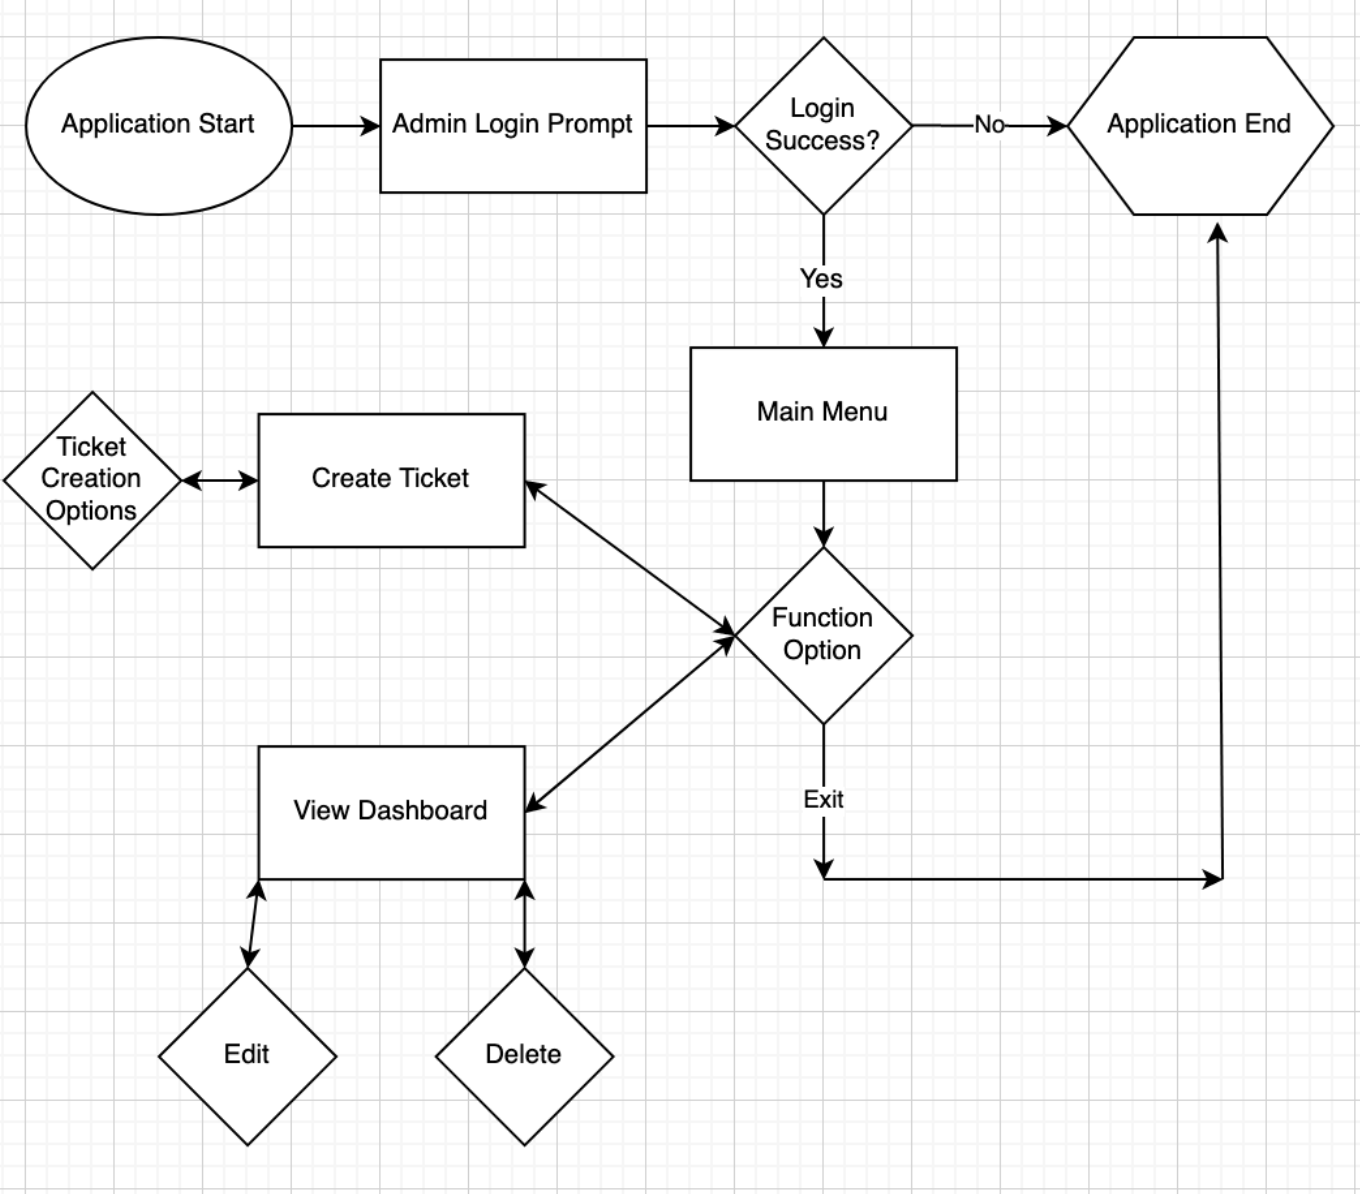 Application Start
Admin Login Prompt
Login
Success?
No
Application End
Yes
Main Menu
Ticket
Creation
Options
Create Ticket
Function
Option
View Dashboard
Exit
Edit
Delete